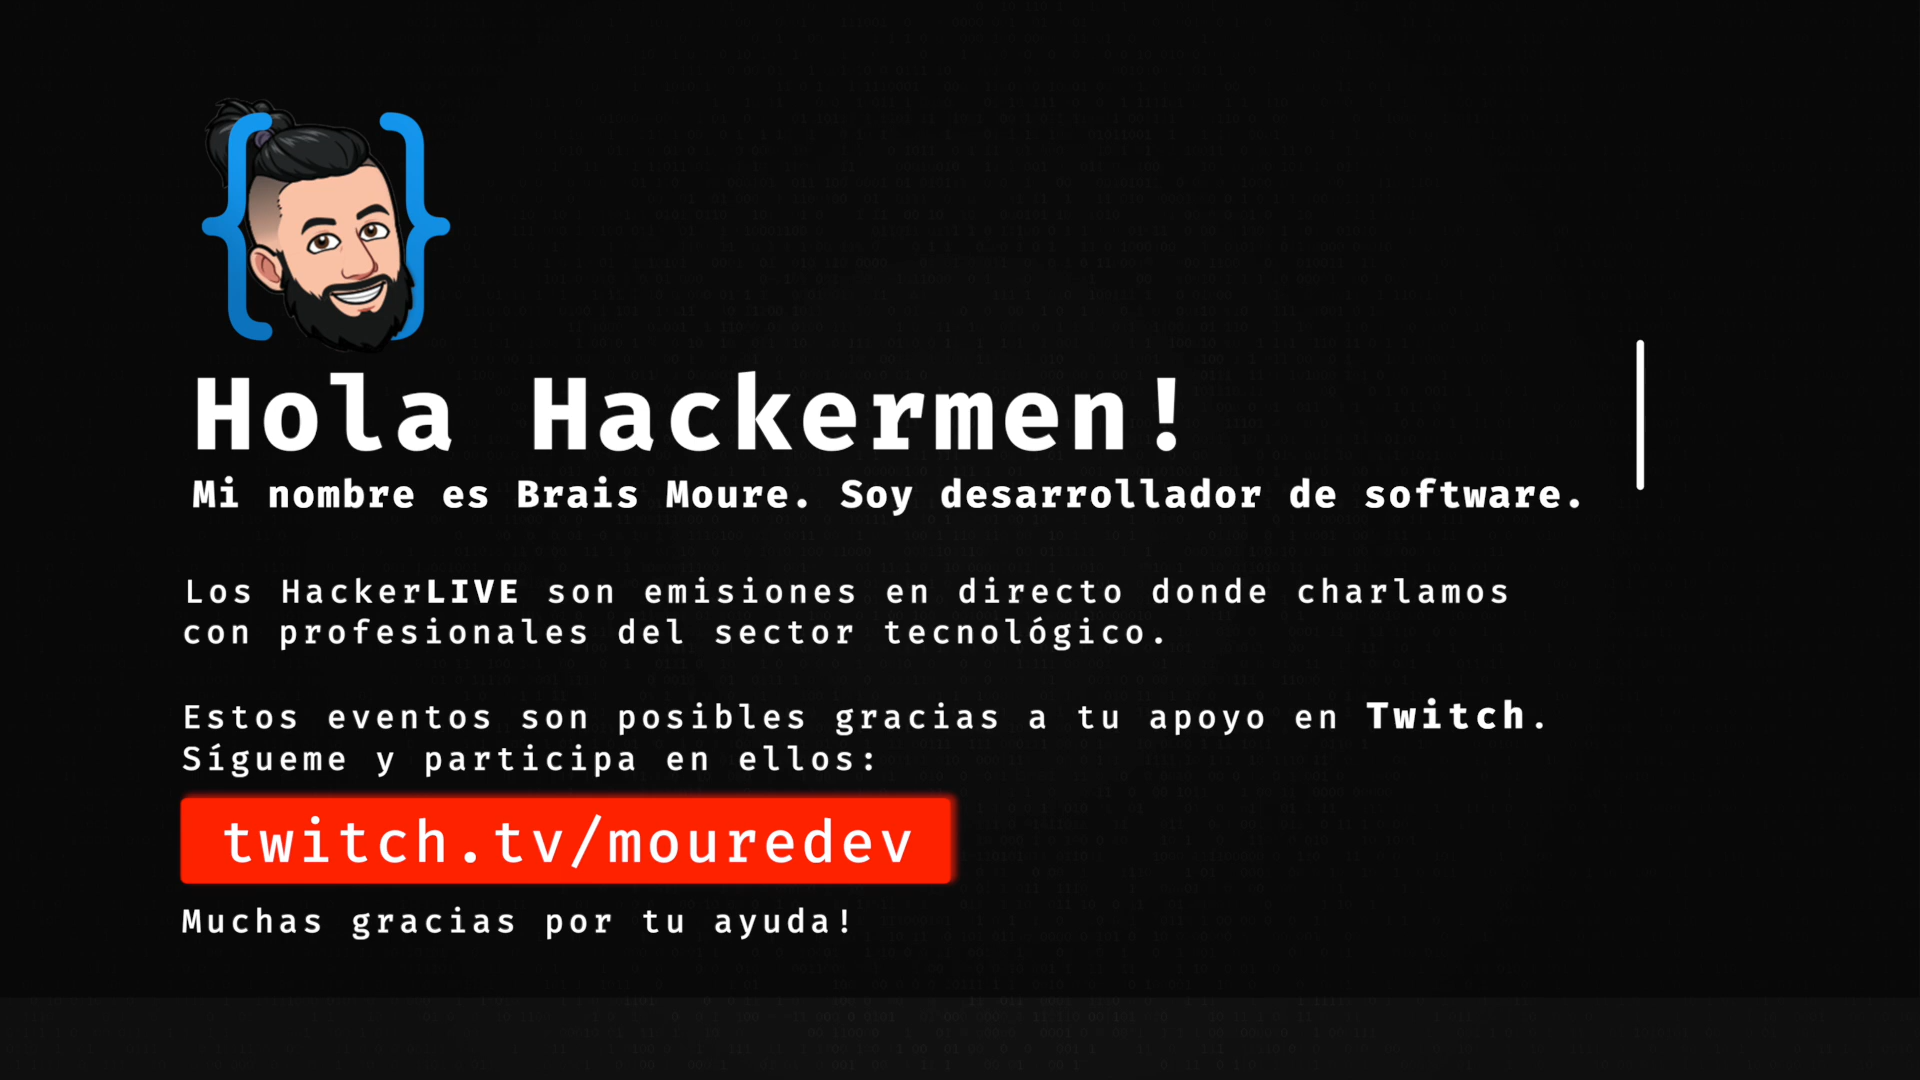 Hola Hackermen!
Mi nombre es Brais Moure. Soy desarrollador de software.
Los HackerLIVE son emisiones en directo donde charlamos
con profesionales del sector tecnológico.
Estos eventos son posibles gracias a tu apoyo en Twitch.
Sígueme y participa en ellos:
twitch.tv/mouredev
Muchas gracias por tu ayuda!